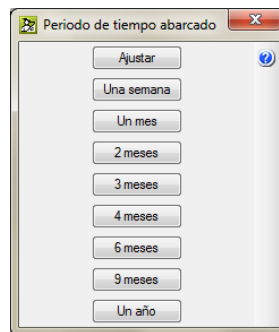 Periodo de tiempo abarcado
Ajustar
Una semana
Un mes
2 meses
3 meses
4 meses
6 meses
9 meses
Un año